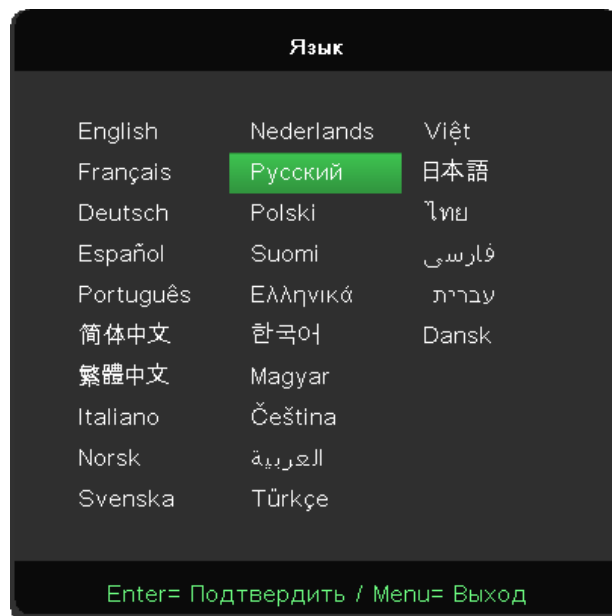 Язык
English Nederlands Việt
Français Русский 日本語
Deutsch Polski ไทย
Español Suomi فارسی
Português Ελληνικά עברית
简体中文 한국어 Dansk
繁體中文 Magyar
Italiano Čeština
Norsk العربية
Svenska Türkçe
Enter= Подтвердить / Menu= Выход